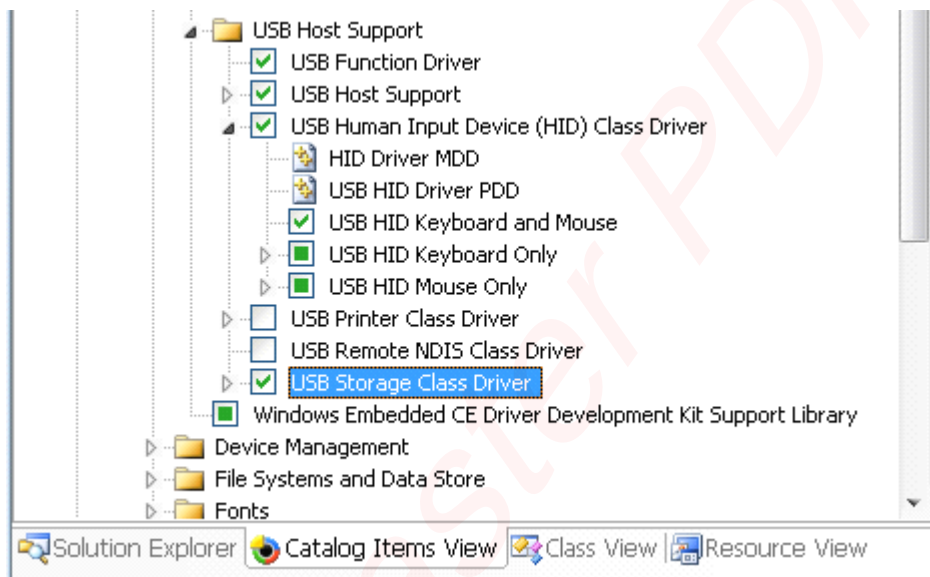 USB Host Support
USB Function Driver
USB Host Support
USB Human Input Device (HID) Class Driver
HID Driver MDD
USB HID Driver PDD
USB HID Keyboard and Mouse
USB HID Keyboard Only
USB HID Mouse Only
USB Printer Class Driver
USB Remote NDIS Class Driver
USB Storage Class Driver
Windows Embedded CE Driver Development Kit Support Library
Device Management
File Systems and Data Store
Fonts
Solution Explorer Catalog Items View Class View Resource View